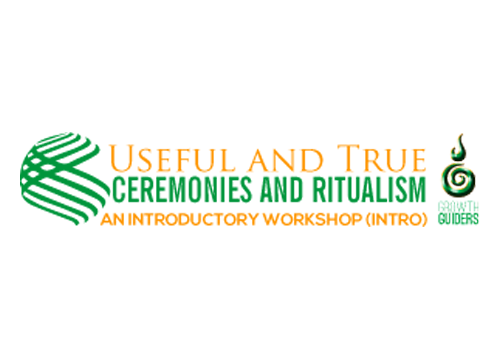 USEFUL AND TRUE
CEREMONIES AND RITUALISM
AN INTRODUCTORY WORKSHOP (INTRO)
GROWTH
GUIDERS